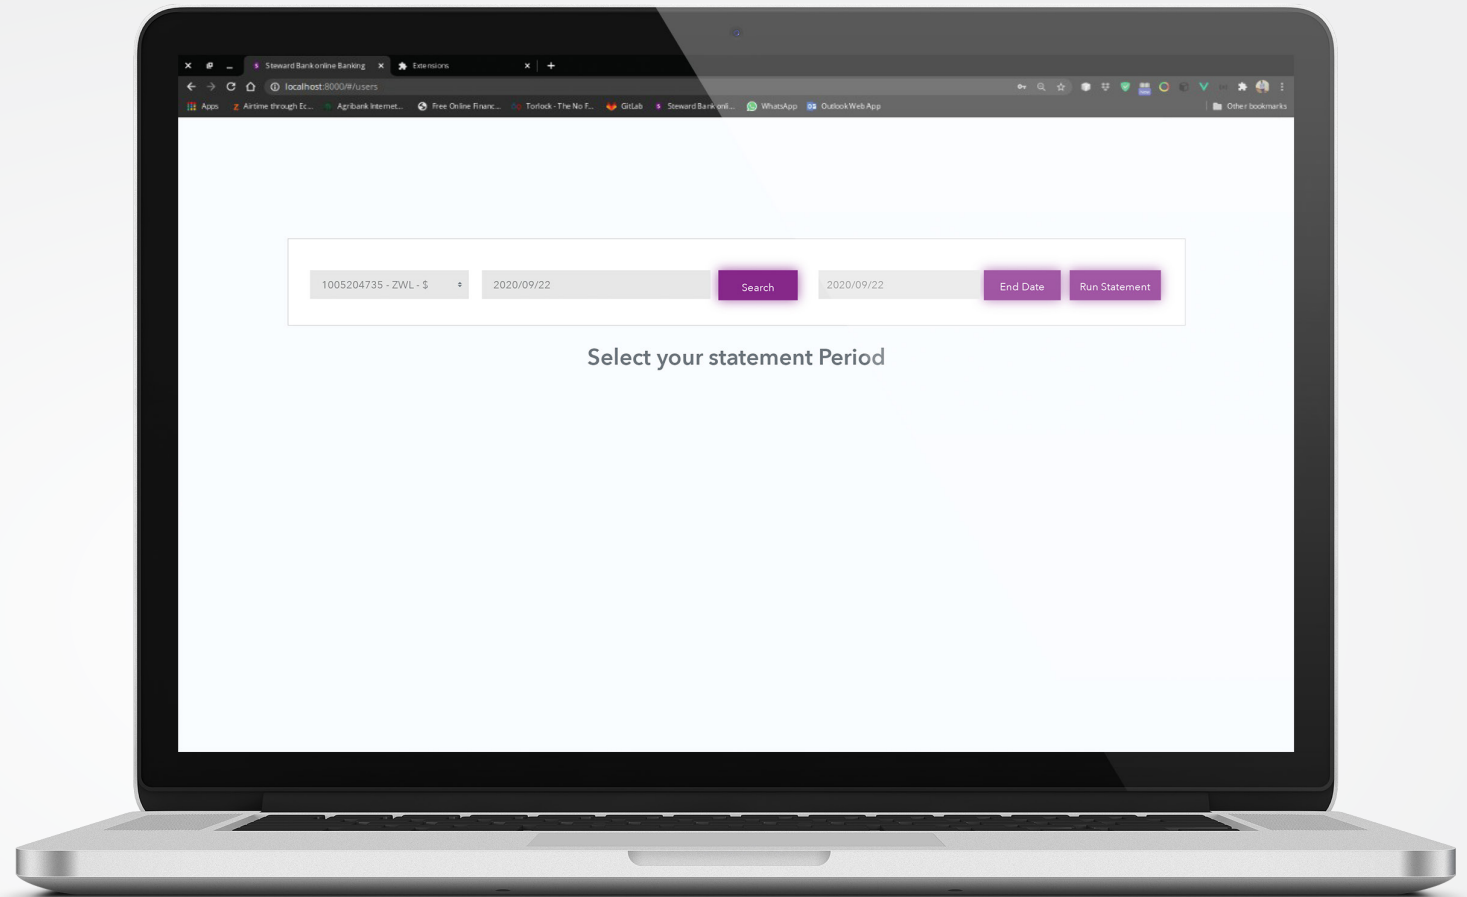 Steward Bank online Banking
Extensions
localhost:8000/#/users
Apps
Airtime through Ec...
Agribank Internet...
Free Online Financ...
Torlock - The No F...
GitLab
Steward Bank onli...
WhatsApp
Outlook Web App
Other bookmarks
1005204735 - ZWL - $
2020/09/22
Search
2020/09/22
End Date
Run Statement
Select your statement Period